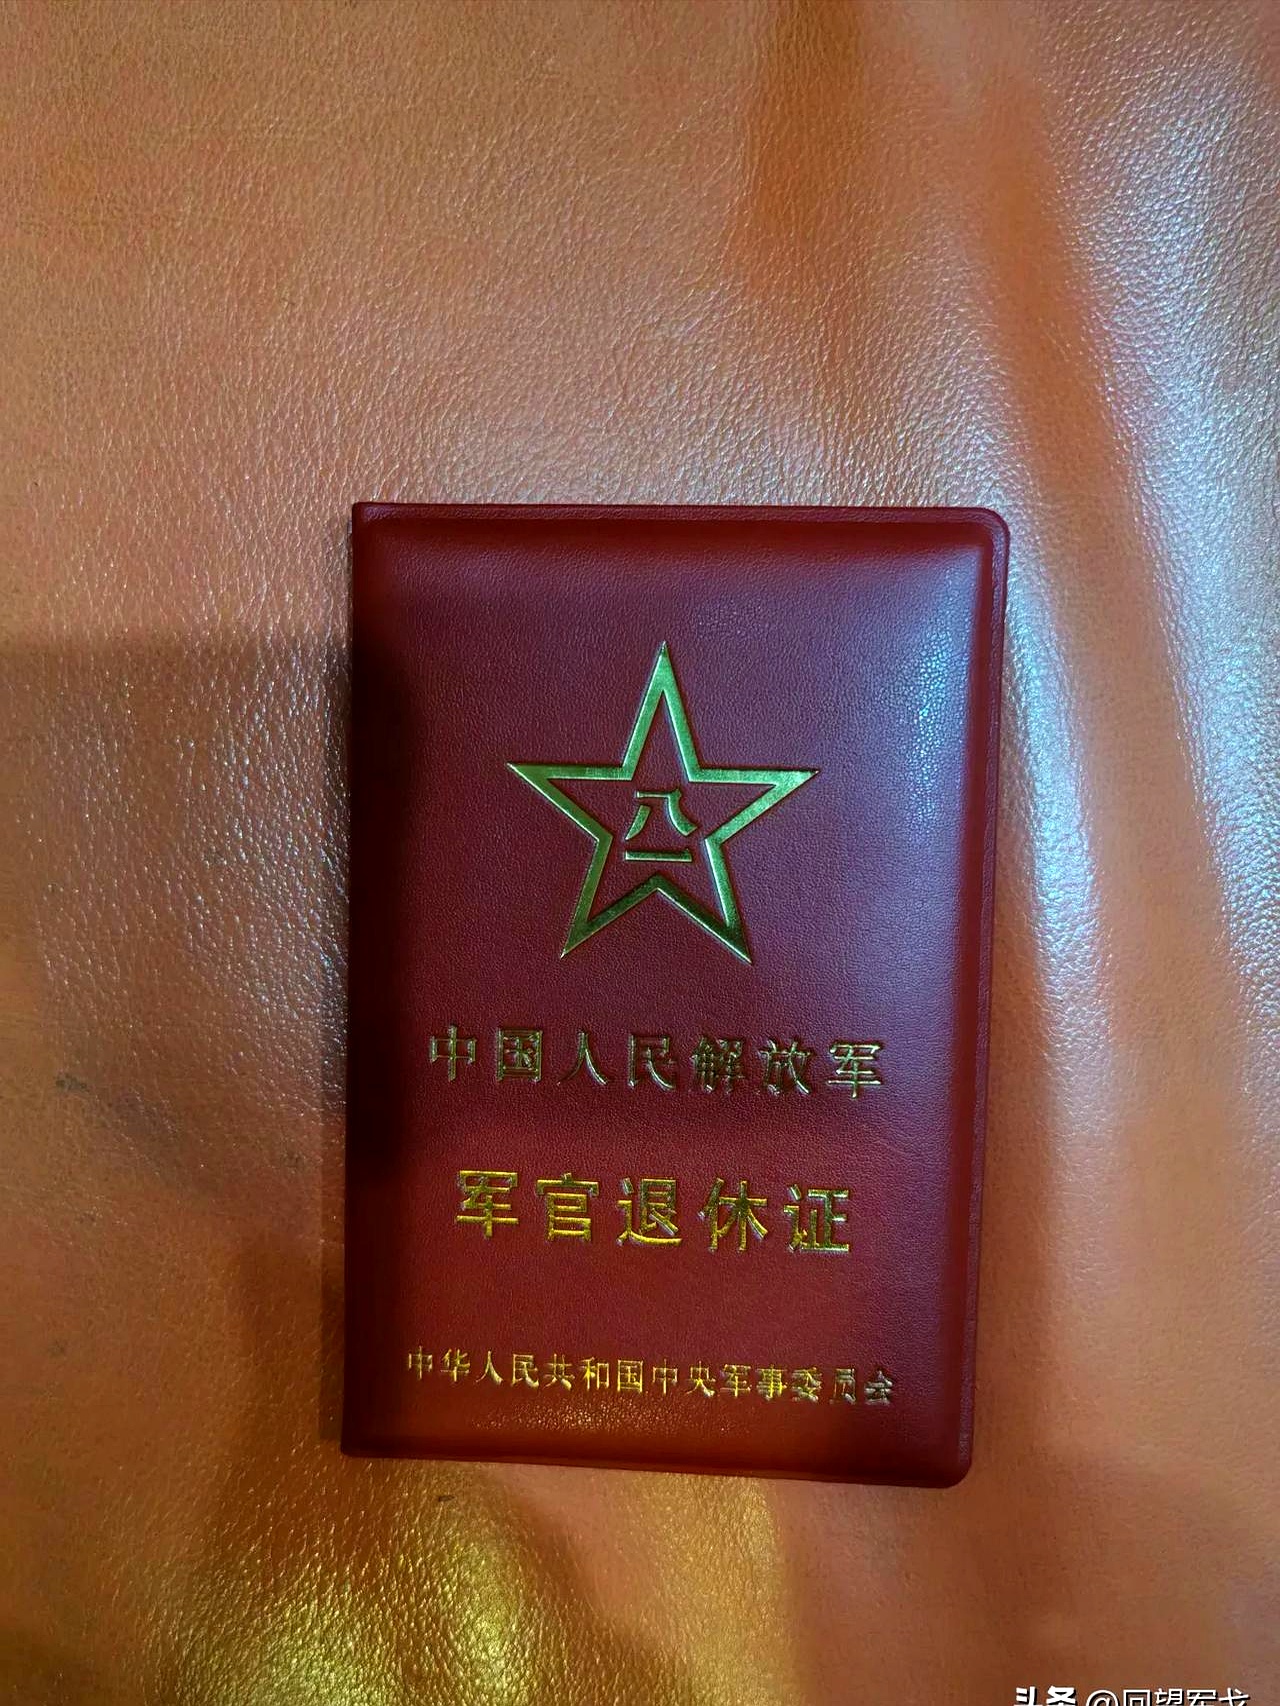 八一
中国人民解放军
军官退休证
中华人民共和国中央军事委员会
头条 @回望军戈